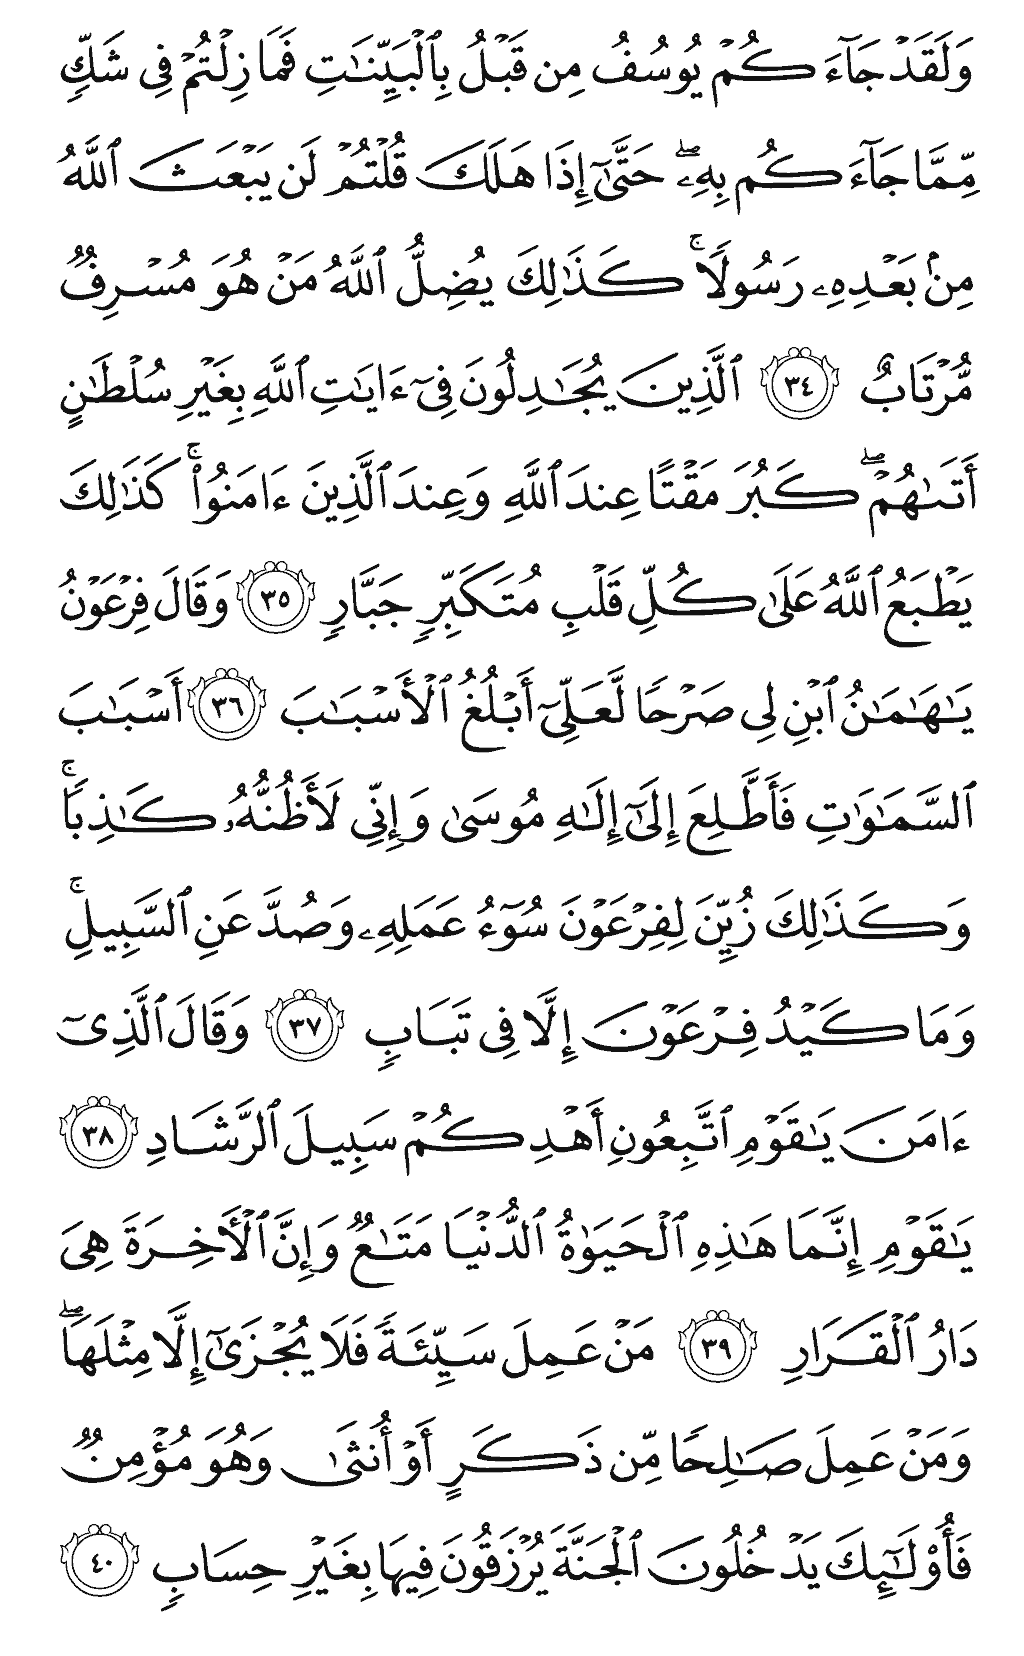 وَلَقَدۡ جَآءَكُمۡ يُوسُفُ مِن قَبۡلُ بِٱلۡبَيِّنَٰتِ فَمَا زِلۡتُمۡ فِي شَكّٖ
مِّمَّا جَآءَكُم بِهِۦۖ حَتَّىٰٓ إِذَا هَلَكَ قُلۡتُمۡ لَن يَبۡعَثَ ٱللَّهُ
مِنۢ بَعۡدِهِۦ رَسُولٗاۚ كَذَٰلِكَ يُضِلُّ ٱللَّهُ مَنۡ هُوَ مُسۡرِفٞ
مُّرۡتَابٌ ٣٤ ٱلَّذِينَ يُجَٰدِلُونَ فِيٓ ءَايَٰتِ ٱللَّهِ بِغَيۡرِ سُلۡطَٰنٍ
أَتَىٰهُمۡۖ كَبُرَ مَقۡتًا عِندَ ٱللَّهِ وَعِندَ ٱلَّذِينَ ءَامَنُواْۚ كَذَٰلِكَ
يَطۡبَعُ ٱللَّهُ عَلَىٰ كُلِّ قَلۡبِ مُتَكَبِّرٖ جَبَّارٖ ٣٥ وَقَالَ فِرۡعَوۡنُ
يَٰهَٰمَٰنُ ٱبۡنِ لِي صَرۡحٗا لَّعَلِّيٓ أَبۡلُغُ ٱلۡأَسۡبَٰبَ ٣٦ أَسۡبَٰبَ
ٱلسَّمَٰوَٰتِ فَأَطَّلِعَ إِلَىٰٓ إِلَٰهِ مُوسَىٰ وَإِنِّي لَأَظُنُّهُۥ كَٰذِبٗاۚ
وَكَذَٰلِكَ زُيِّنَ لِفِرۡعَوۡنَ سُوٓءُ عَمَلِهِۦ وَصُدَّ عَنِ ٱلسَّبِيلِۚ
وَمَا كَيۡدُ فِرۡعَوۡنَ إِلَّا فِي تَبَابٖ ٣٧ وَقَالَ ٱلَّذِيٓ
ءَامَنَ يَٰقَوۡمِ ٱتَّبِعُونِ أَهۡدِكُمۡ سَبِيلَ ٱلرَّشَادِ ٣٨
يَٰقَوۡمِ إِنَّمَا هَٰذِهِ ٱلۡحَيَوٰةُ ٱلدُّنۡيَا مَتَٰعٞ وَإِنَّ ٱلۡأٓخِرَةَ هِيَ
دَارُ ٱلۡقَرَارِ ٣٩ مَنۡ عَمِلَ سَيِّئَةٗ فَلَا يُجۡزَىٰٓ إِلَّا مِثۡلَهَاۖ
وَمَنۡ عَمِلَ صَٰلِحٗا مِّن ذَكَرٍ أَوۡ أُنثَىٰ وَهُوَ مُؤۡمِنٞ
فَأُوْلَٰٓئِكَ يَدۡخُلُونَ ٱلۡجَنَّةَ يُرۡزَقُونَ فِيهَا بِغَيۡرِ حِسَابٖ ٤٠